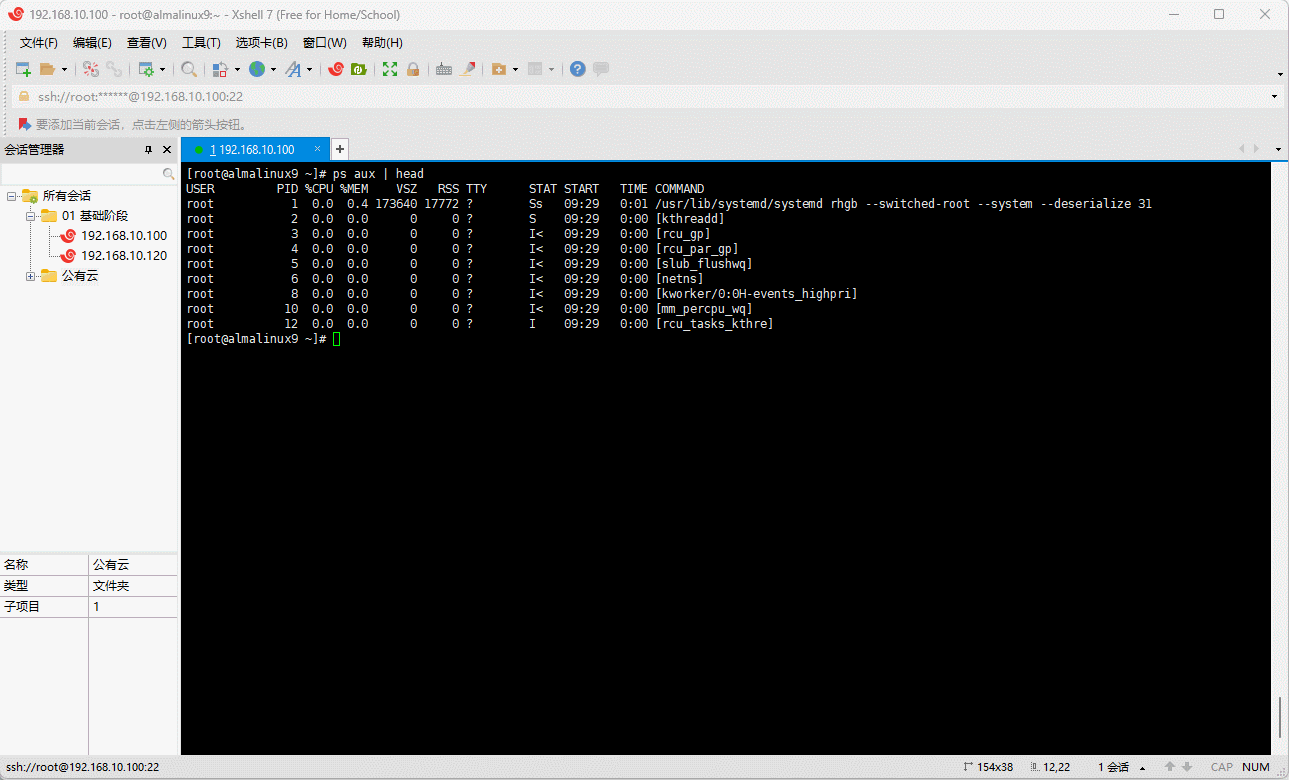 192.168.10.100 - root@almalinux9:~ - Xshell 7 (Free for Home/School)
文件(F) 编辑(E) 查看(V) 工具(T) 选项卡(B) 窗口(W) 帮助(H)
ssh://root:******@192.168.10.100:22
要添加当前会话，点击左侧的箭头按钮。
会话管理器
1 192.168.10.100
所有会话
01 基础阶段
192.168.10.100
192.168.10.120
公有云
名称 公有云
类型 文件夹
子项目 1
[root@almalinux9 ~]# ps aux | head
USER PID %CPU %MEM VSZ RSS TTY STAT START TIME COMMAND
root 1 0.0 0.4 173640 17772 ? Ss 09:29 0:01 /usr/lib/systemd/systemd rhgb --switched-root --system --deserialize 31
root 2 0.0 0.0 0 0 ? S 09:29 0:00 [kthreadd]
root 3 0.0 0.0 0 0 ? I< 09:29 0:00 [rcu_gp]
root 4 0.0 0.0 0 0 ? I< 09:29 0:00 [rcu_par_gp]
root 5 0.0 0.0 0 0 ? I< 09:29 0:00 [slub_flushwq]
root 6 0.0 0.0 0 0 ? I< 09:29 0:00 [netns]
root 8 0.0 0.0 0 0 ? I< 09:29 0:00 [kworker/0:0H-events_highpri]
root 10 0.0 0.0 0 0 ? I< 09:29 0:00 [mm_percpu_wq]
root 12 0.0 0.0 0 0 ? I 09:29 0:00 [rcu_tasks_kthre]
[root@almalinux9 ~]#
ssh://root@192.168.10.100:22 154x38 12,22 1 会话 CAP NUM